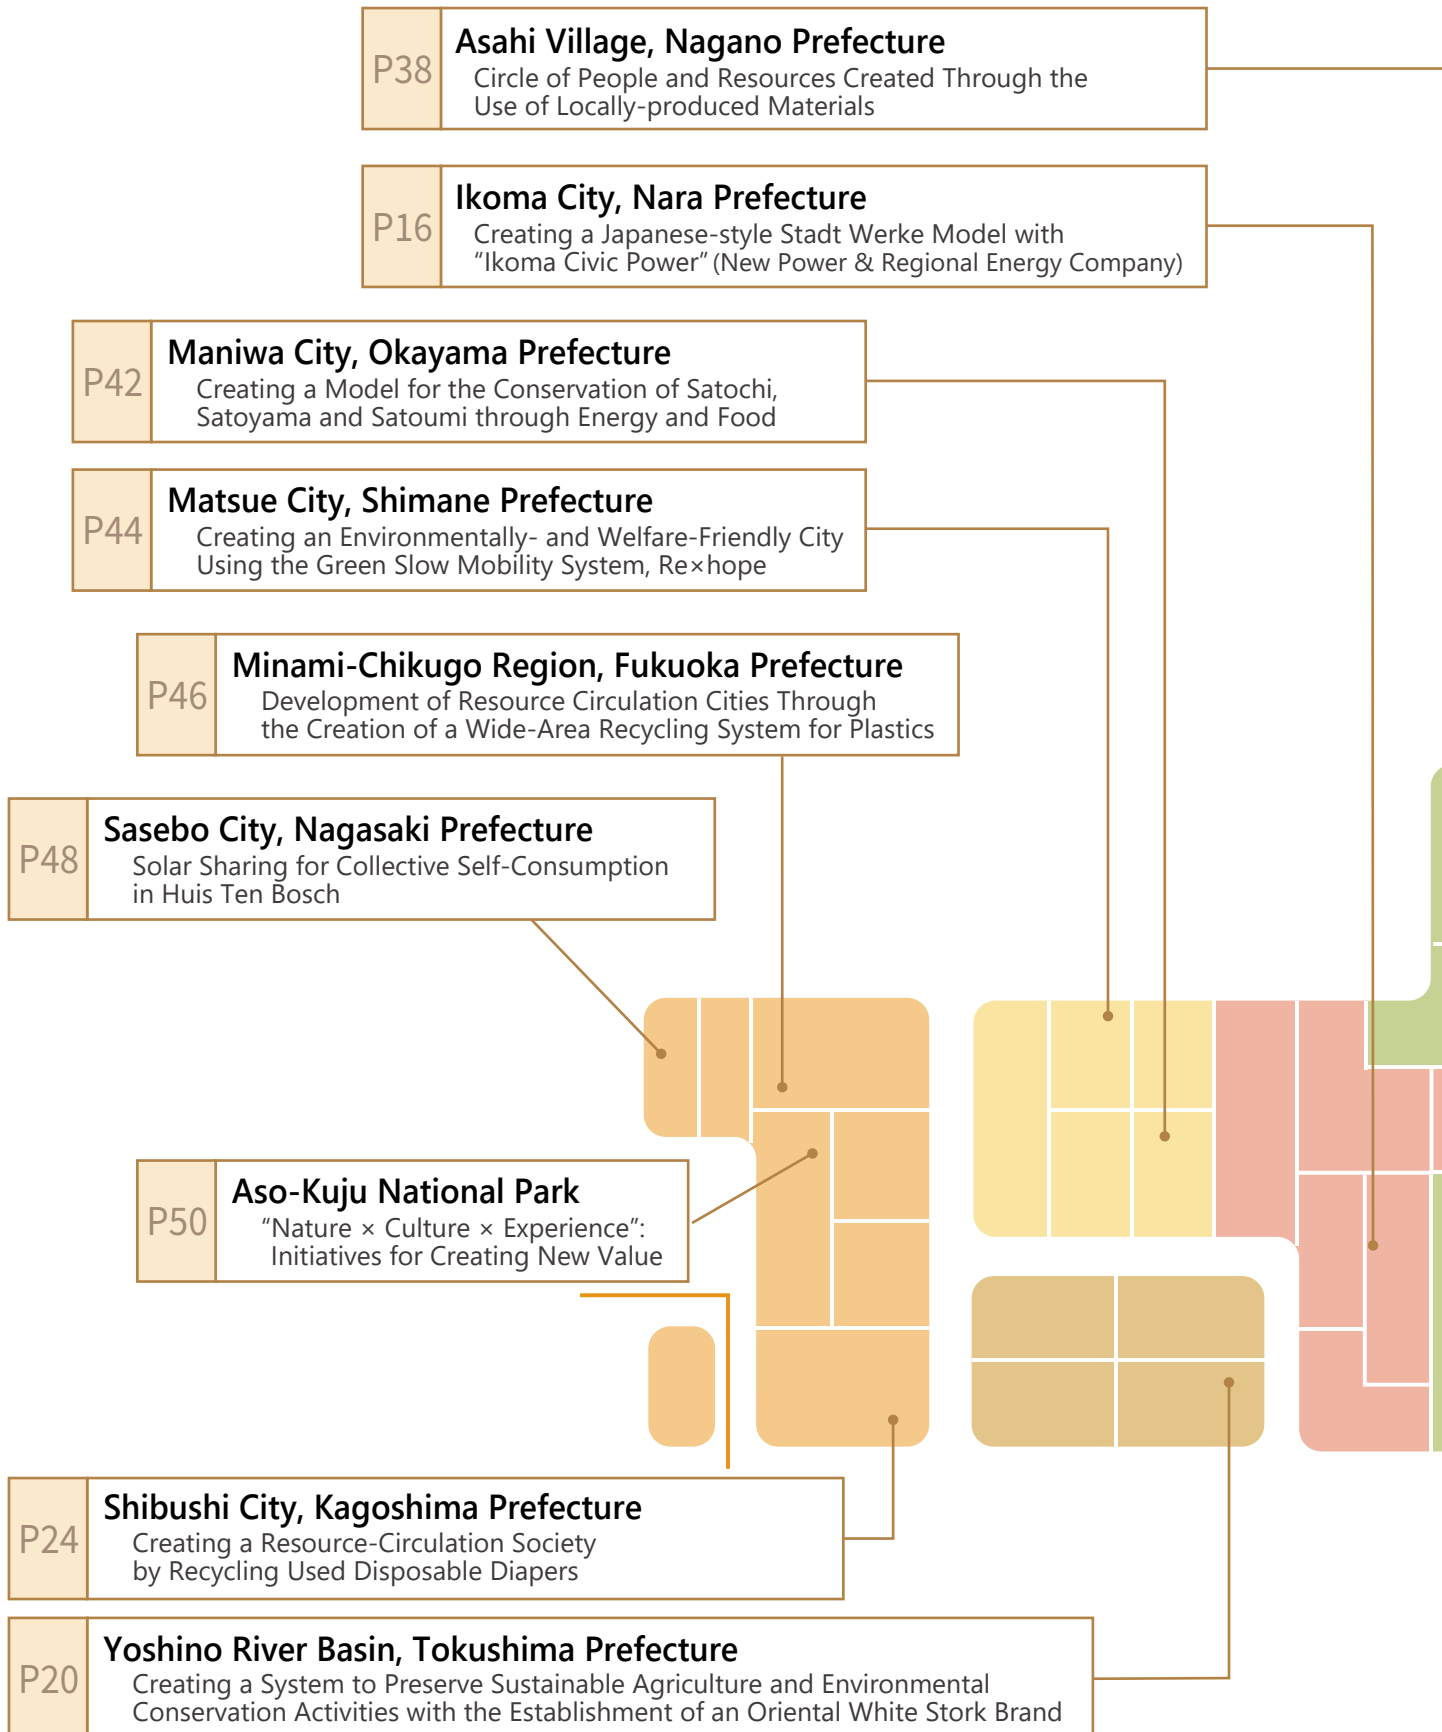 P38
Asahi Village, Nagano Prefecture
Circle of People and Resources Created Through the
Use of Locally-produced Materials
P16
Ikoma City, Nara Prefecture
Creating a Japanese-style Stadt Werke Model with
“Ikoma Civic Power” (New Power & Regional Energy Company)
P42
Maniwa City, Okayama Prefecture
Creating a Model for the Conservation of Satochi,
Satoyama and Satoumi through Energy and Food
P44
Matsue City, Shimane Prefecture
Creating an Environmentally- and Welfare-Friendly City
Using the Green Slow Mobility System, Re×hope
P46
Minami-Chikugo Region, Fukuoka Prefecture
Development of Resource Circulation Cities Through
the Creation of a Wide-Area Recycling System for Plastics
P48
Sasebo City, Nagasaki Prefecture
Solar Sharing for Collective Self-Consumption
in Huis Ten Bosch
P50
Aso-Kuju National Park
“Nature × Culture × Experience”:
Initiatives for Creating New Value
P24
Shibushi City, Kagoshima Prefecture
Creating a Resource-Circulation Society
by Recycling Used Disposable Diapers
P20
Yoshino River Basin, Tokushima Prefecture
Creating a System to Preserve Sustainable Agriculture and Environmental
Conservation Activities with the Establishment of an Oriental White Stork Brand